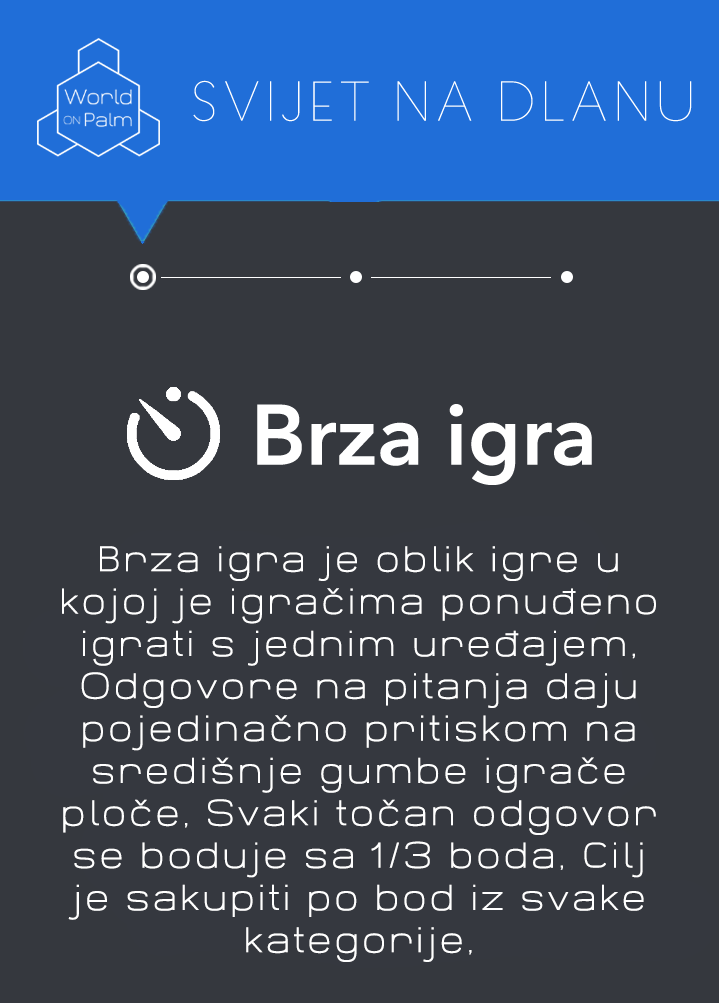 World
ON Palm
SVIJET NA DLANU
Brza igra
Brza igra je oblik igre u
kojoj je igračima ponuđeno
igrati s jednim uređajem,
Odgovore na pitanja daju
pojedinačno pritiskom na
središnje gumbe igrače
ploče, Svaki točan odgovor
se boduje sa 1/3 boda, Cilj
je sakupiti po bod iz svake
kategorije,